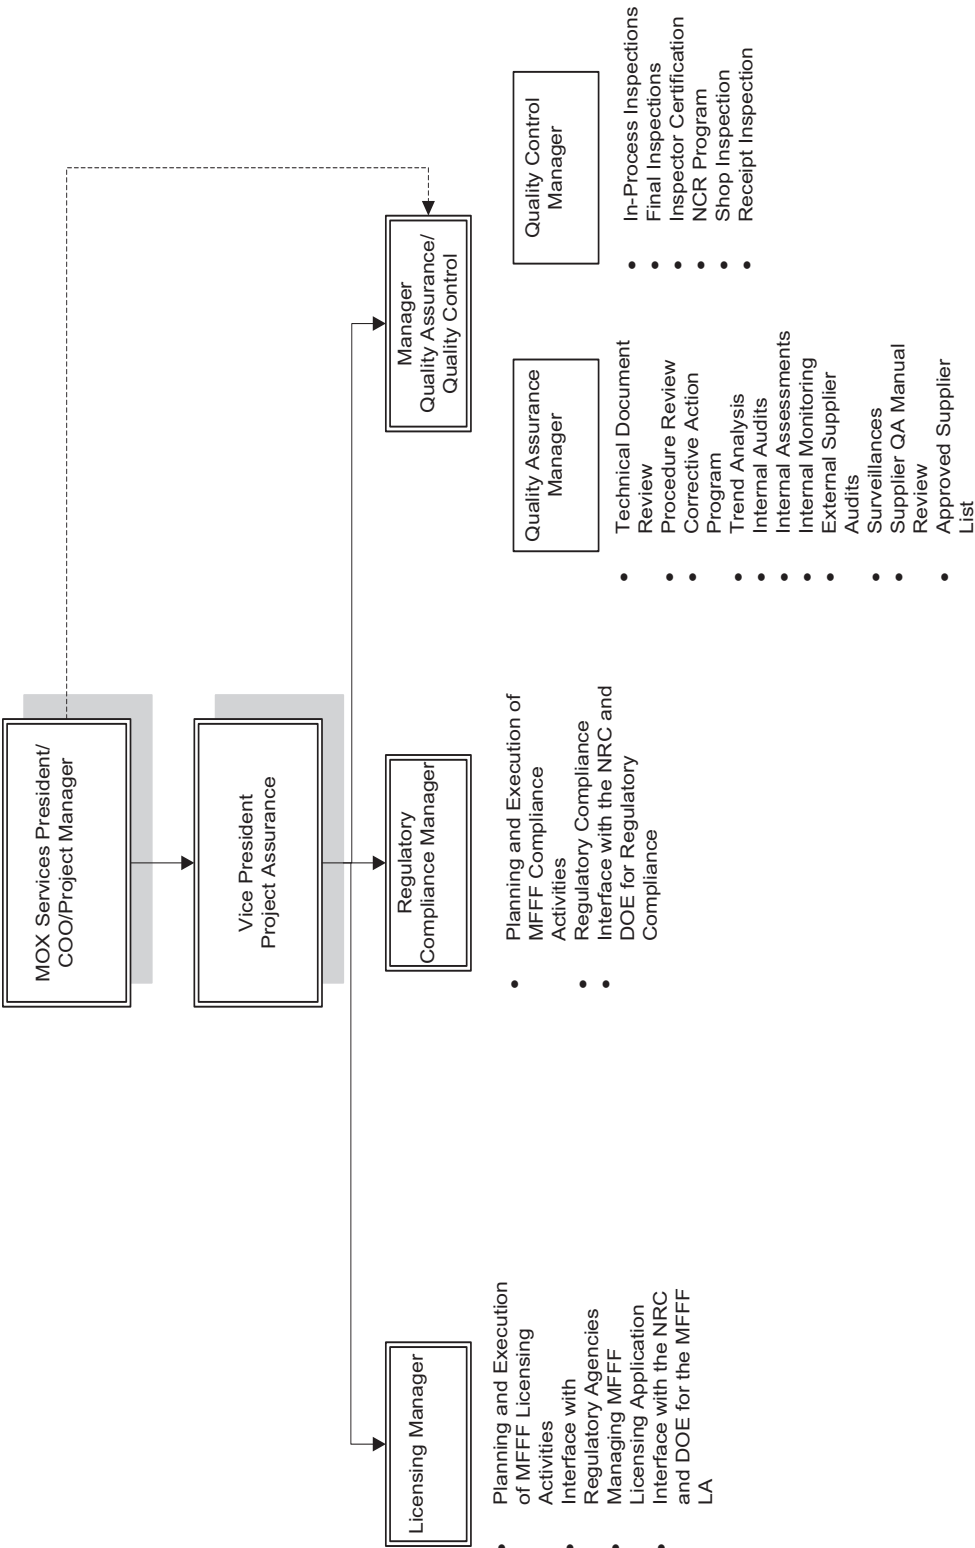 MOX Services President/
COO/Project Manager
Vice President
Project Assurance
Licensing Manager
• Planning and Execution
of MFFF Licensing
Activities
• Interface with
Regulatory Agencies
• Managing MFFF
Licensing Application
• Interface with the NRC
and DOE for the MFFF
LA
Regulatory
Compliance Manager
• Planning and Execution of
MFFF Compliance
Activities
• Regulatory Compliance
• Interface with the NRC and
DOE for Regulatory
Compliance
Manager
Quality Assurance/
Quality Control
Quality Assurance
Manager
• Technical Document
Review
• Procedure Review
• Corrective Action
Program
• Trend Analysis
• Internal Audits
• Internal Assessments
• Internal Monitoring
• External Supplier
Audits
• Surveillances
• Supplier QA Manual
Review
• Approved Supplier
List
Quality Control
Manager
• In-Process Inspections
• Final Inspections
• Inspector Certification
• NCR Program
• Shop Inspection
• Receipt Inspection